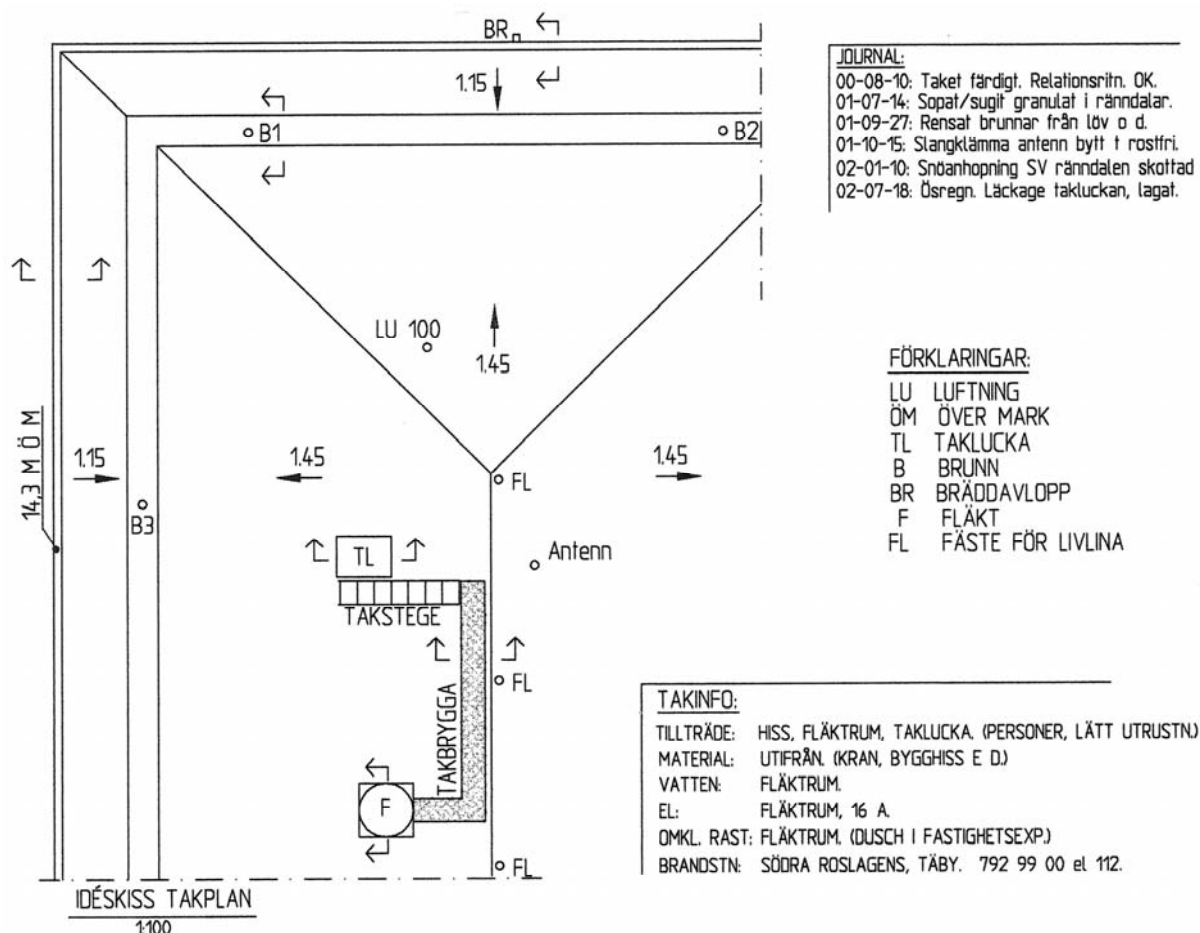 BR
1.15
B1
B2
LU 100
1.45
14,3 M Ö M
1.15
1.45
1.45
FL
B3
TL
Antenn
TAKSTEGE
FL
TAKBRYGGA
F
FL
IDÉSKISS TAKPLAN
1:100
JOURNAL:
00-08-10: Taket färdigt. Relationsritn. OK.
01-07-14: Sopat/sugit granulat i ränndalar.
01-09-27: Rensat brunnar från löv o d.
01-10-15: Slangklämma antenn bytt t rostfri.
02-01-10: Snöanhopning SV ränndalen skottad
02-07-18: Ösregn. Läckage takluckan, lagat.
FÖRKLARINGAR:
LU LUFTNING
ÖM ÖVER MARK
TL TAKLUCKA
B BRUNN
BR BRÄDDAVLOPP
F FLÄKT
FL FÄSTE FÖR LIVLINA
TAKINFO:
TILLTRÄDE: HISS, FLÄKTRUM, TAKLUCKA. (PERSONER, LÄTT UTRUSTN.)
MATERIAL: UTIFRÅN. (KRAN, BYGGHISS E D.)
VATTEN: FLÄKTRUM.
EL: FLÄKTRUM, 16 A.
OMKL. RAST: FLÄKTRUM. (DUSCH I FASTIGHETSEXP.)
BRANDSTN: SÖDRA ROSLAGENS, TÄBY. 792 99 00 el 112.